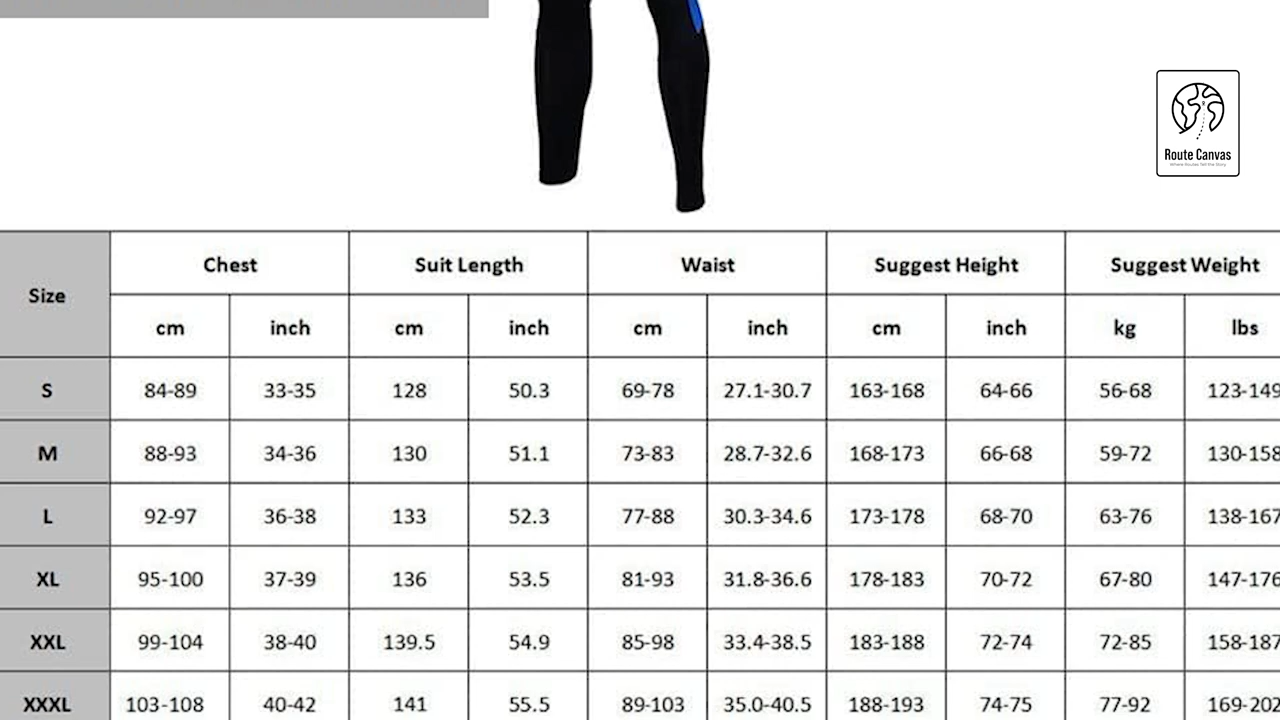 Route Canvas
Where Routes Tell the Story
Size Chest Suit Length Waist Suggest Height Suggest Weight
cm inch cm inch cm inch cm inch kg lbs
S 84-89 33-35 128 50.3 69-78 27.1-30.7 163-168 64-66 56-68 123-149
M 88-93 34-36 130 51.1 73-83 28.7-32.6 168-173 66-68 59-72 130-158
L 92-97 36-38 133 52.3 77-88 30.3-34.6 173-178 68-70 63-76 138-167
XL 95-100 37-39 136 53.5 81-93 31.8-36.6 178-183 70-72 67-80 147-176
XXL 99-104 38-40 139.5 54.9 85-98 33.4-38.5 183-188 72-74 72-85 158-187
XXXL 103-108 40-42 141 55.5 89-103 35.0-40.5 188-193 74-75 77-92 169-202